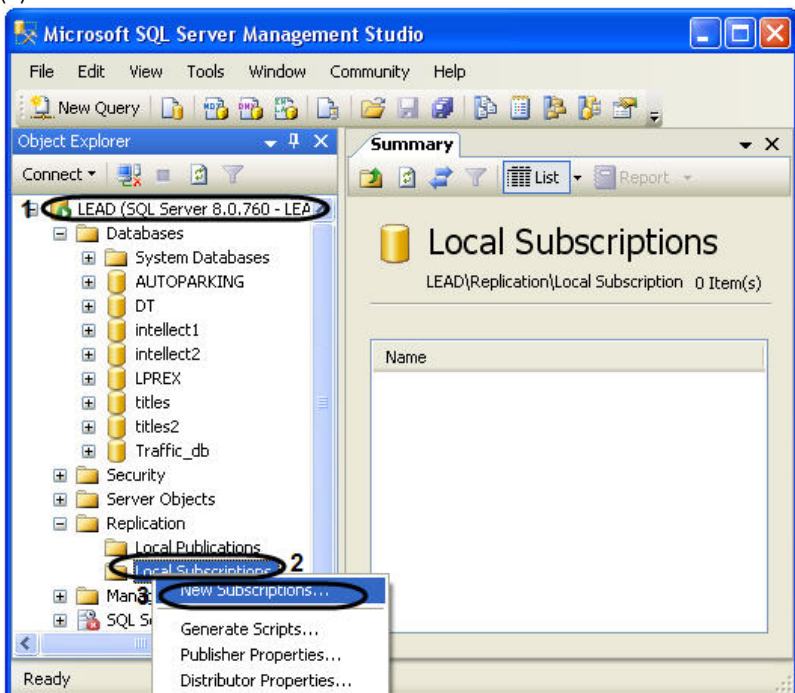 Microsoft SQL Server Management Studio
File Edit View Tools Window Community Help
New Query
Object Explorer
Connect
1 LEAD (SQL Server 8.0.760 - LEA
Databases
System Databases
AUTOPARKING
DT
intellect1
intellect2
LPREX
titles
titles2
Traffic_db
Security
Server Objects
Replication
Local Publications
Local Subscriptions 2
3 New Subscriptions...
Generate Scripts...
Publisher Properties...
Distributor Properties...
Ready
Summary
List Report
Local Subscriptions
LEAD\Replication\Local Subscription 0 Item(s)
Name